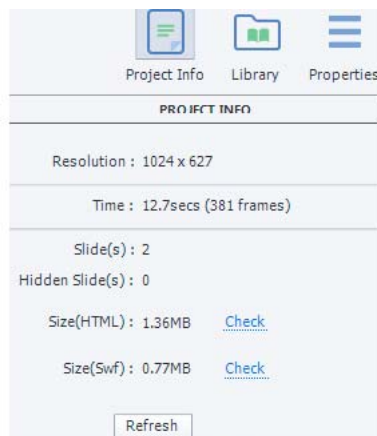 Project Info Library Properties
PROJECT INFO
Resolution : 1024 x 627
Time : 12.7secs (381 frames)
Slide(s) : 2
Hidden Slide(s) : 0
Size(HTML) : 1.36MB Check
Size(Swf) : 0.77MB Check
Refresh